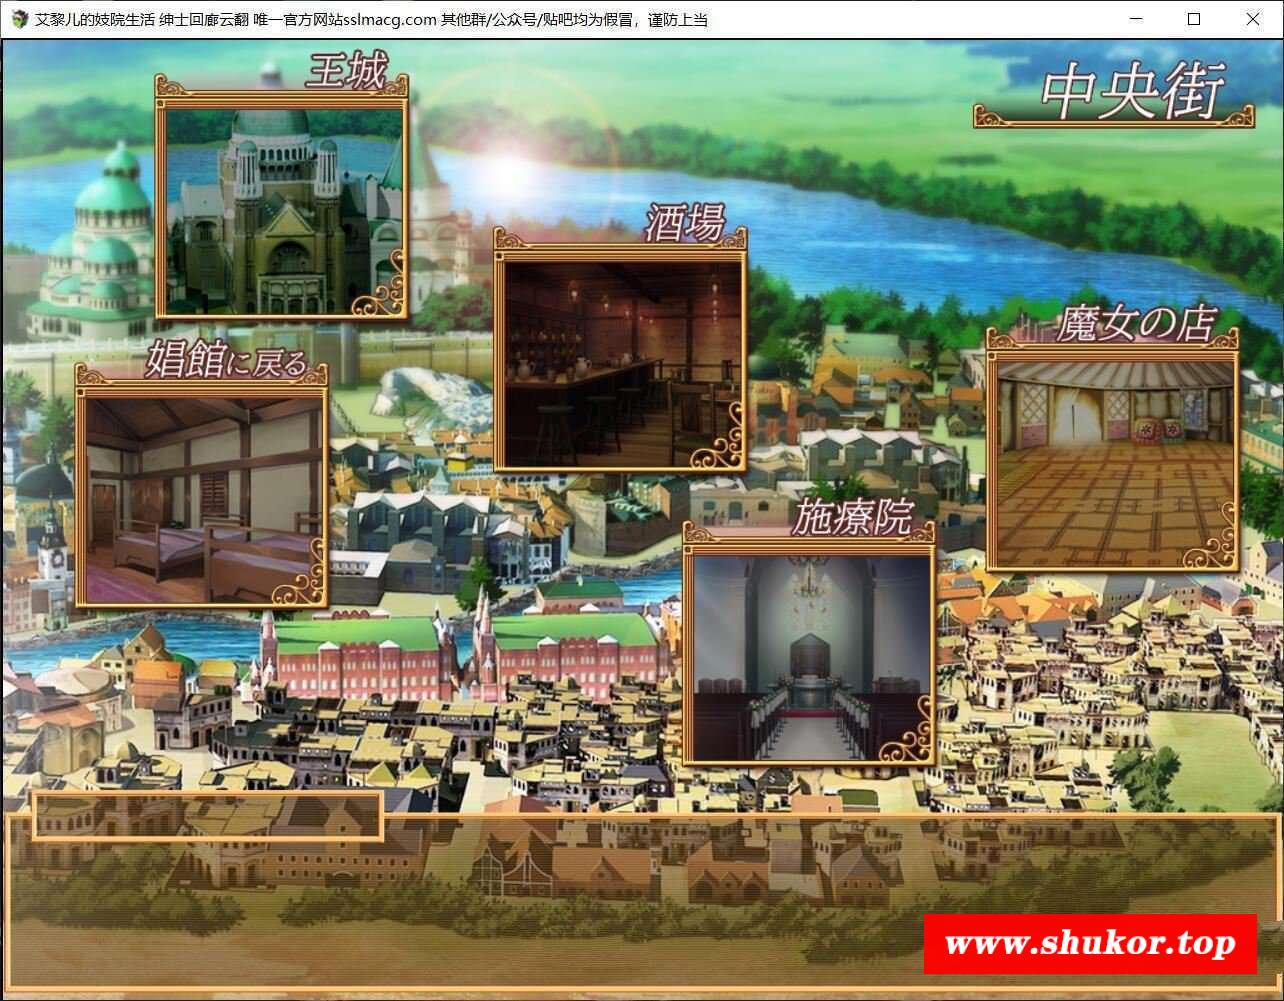 艾黎儿的妓院生活 绅士回廊云翻 唯一官方网站sslmacg.com 其他群/公众号/贴吧均为假冒，谨防上当
王城
中央街
酒場
魔女の店
娼館に戻る
施療院
www.shukor.top